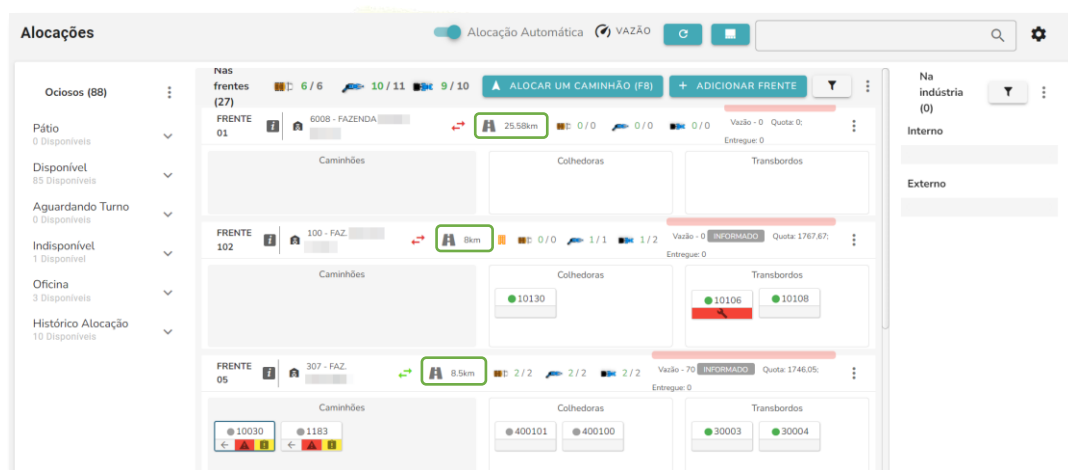 Alocações
Alocação Automática
VAZÃO
Ociosos (88)
Pátio
0 Disponíveis
Disponível
85 Disponíveis
Aguardando Turno
0 Disponíveis
Indisponível
1 Disponível
Oficina
3 Disponíveis
Histórico Alocação
10 Disponíveis
Nas
frentes
(27)
6/6
10/11
9/10
ALOCAR UM CAMINHÃO (F8)
+ ADICIONAR FRENTE
FRENTE
01
6008 - FAZENDA
25.58km
0/0
0/0
0/0
Vazão - 0 Quota: 0;
Entregue: 0
Caminhões
Colhedoras
Transbordos
FRENTE
102
100 - FAZ.
8km
0/0
1/1
1/2
Vazão - 0 INFORMADO Quota: 1767,67;
Entregue: 0
Caminhões
Colhedoras
Transbordos
10130
10106
10108
FRENTE
05
307 - FAZ.
8.5km
2/2
2/2
2/2
Vazão - 70 INFORMADO Quota: 1746,05;
Entregue: 0
Caminhões
Colhedoras
Transbordos
10030
1183
400101
400100
30003
30004
Na
indústria
(0)
Interno
Externo